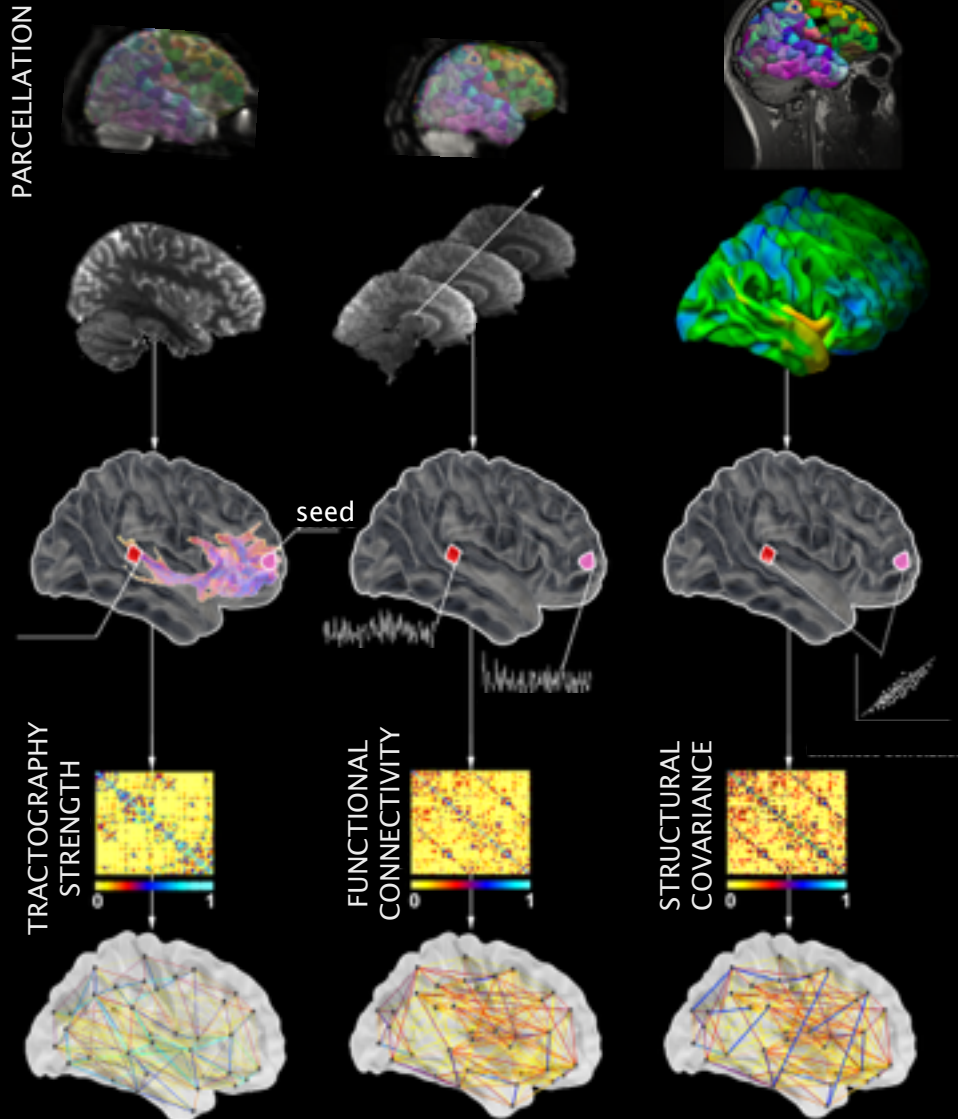 PARCELLATION
seed
TRACTOGRAPHY
STRENGTH
FUNCTIONAL
CONNECTIVITY
STRUCTURAL
COVARIANCE
0 1
0 1
0 1